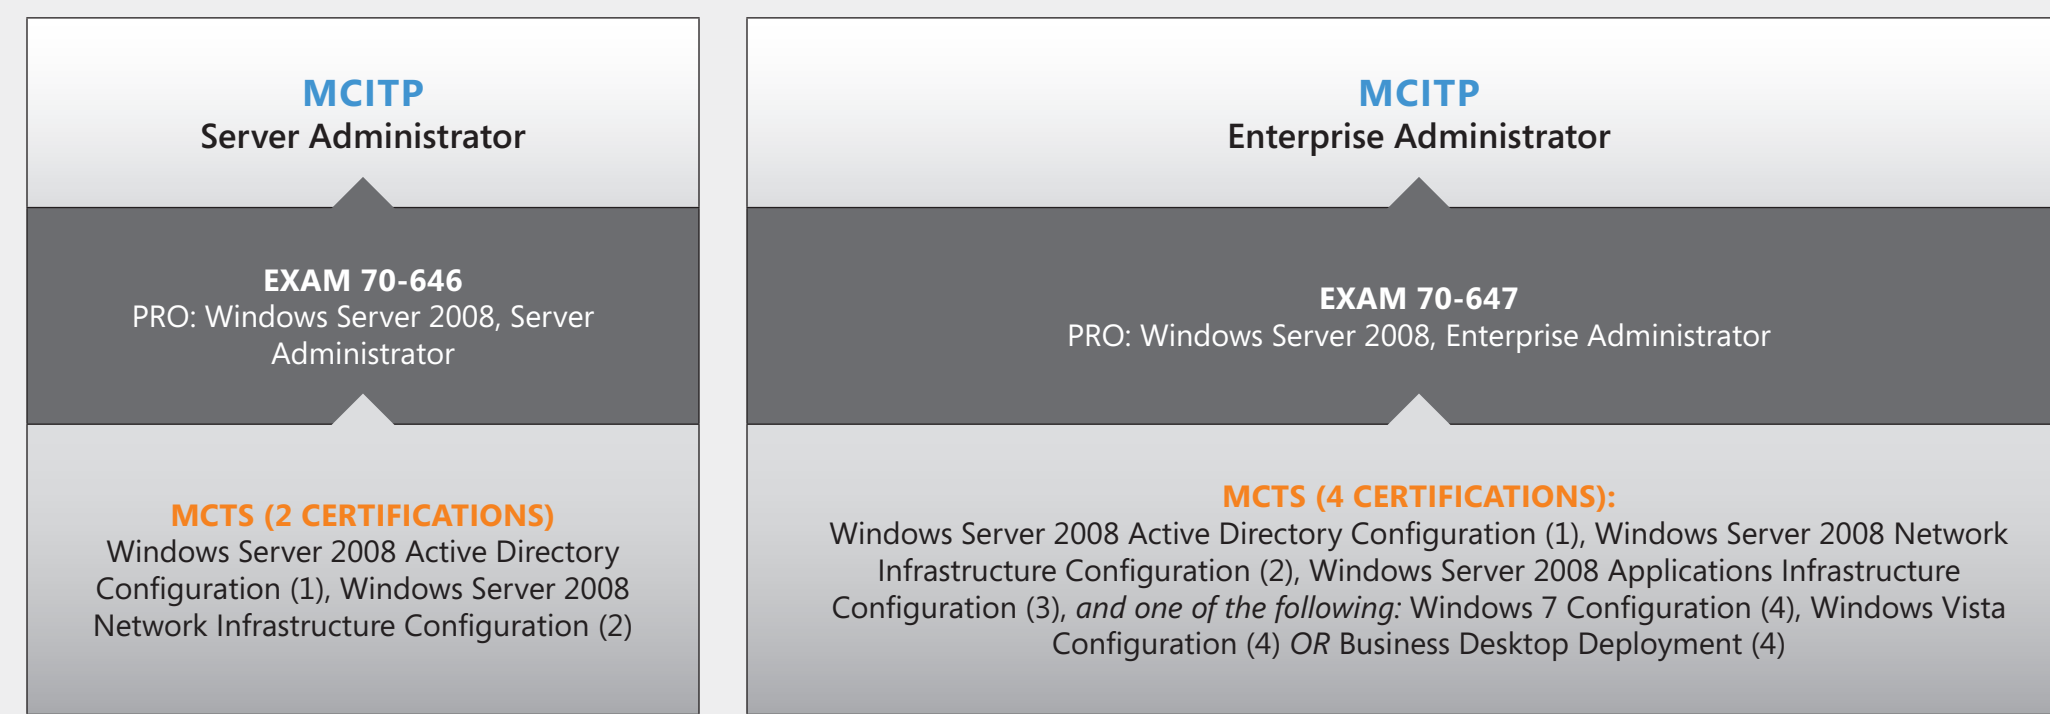 MCITP
Server Administrator
EXAM 70-646
PRO: Windows Server 2008, Server
Administrator
MCTS (2 CERTIFICATIONS)
Windows Server 2008 Active Directory
Configuration (1), Windows Server 2008
Network Infrastructure Configuration (2)
MCITP
Enterprise Administrator
EXAM 70-647
PRO: Windows Server 2008, Enterprise Administrator
MCTS (4 CERTIFICATIONS):
Windows Server 2008 Active Directory Configuration (1), Windows Server 2008 Network
Infrastructure Configuration (2), Windows Server 2008 Applications Infrastructure
Configuration (3), and one of the following: Windows 7 Configuration (4), Windows Vista
Configuration (4) OR Business Desktop Deployment (4)